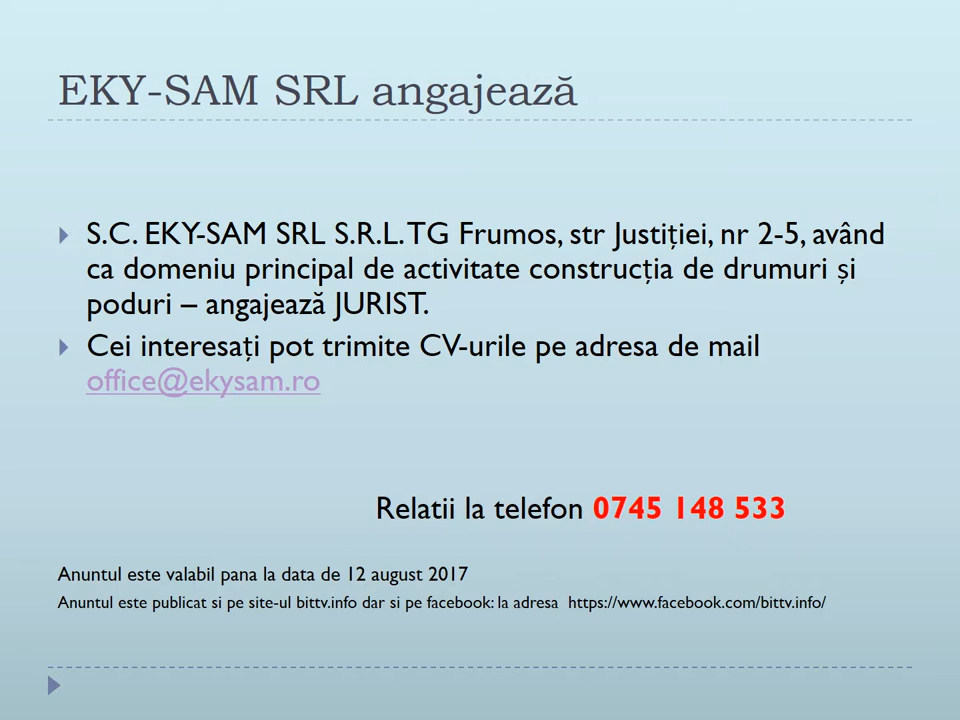 EKY-SAM SRL angajează
S.C. EKY-SAM SRL S.R.L. TG Frumos, str Justiției, nr 2-5, având
ca domeniu principal de activitate construcția de drumuri și
poduri – angajează JURIST.
Cei interesați pot trimite CV-urile pe adresa de mail
office@ekysam.ro
Relatii la telefon 0745 148 533
Anuntul este valabil pana la data de 12 august 2017
Anuntul este publicat si pe site-ul bittv.info dar si pe facebook: la adresa https://www.facebook.com/bittv.info/